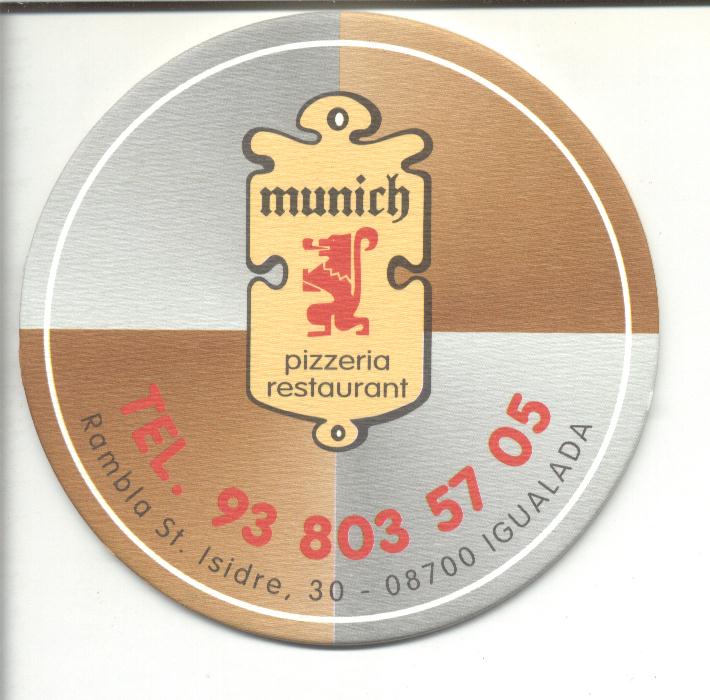 munich
pizzeria
restaurant
TEL. 93 803 57 05
Rambla St. Isidre, 30 - 08700 IGUALADA